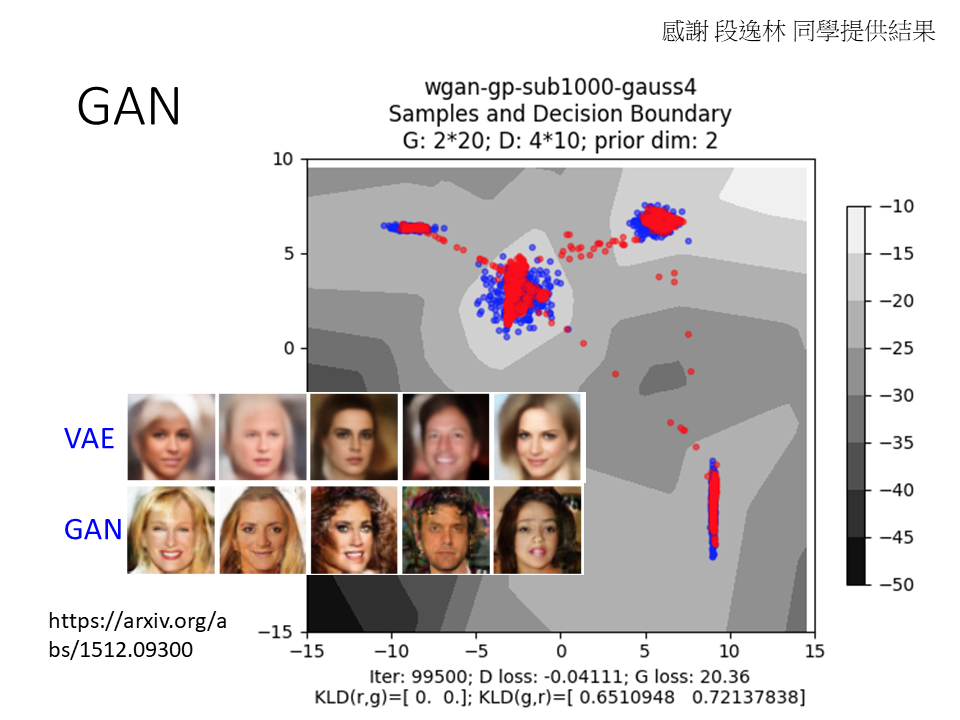 感謝 段逸林 同學提供結果
GAN
wgan-gp-sub1000-gauss4
Samples and Decision Boundary
G: 2*20; D: 4*10; prior dim: 2
10
5
0
−15
−15
−10
−5
0
5
10
15
−10
−15
−20
−25
−30
−35
−40
−45
−50
VAE
GAN
https://arxiv.org/a
bs/1512.09300
Iter: 99500; D loss: -0.04111; G loss: 20.36
KLD(r,g)=[ 0.  0.]; KLD(g,r)=[ 0.6510948   0.72137838]